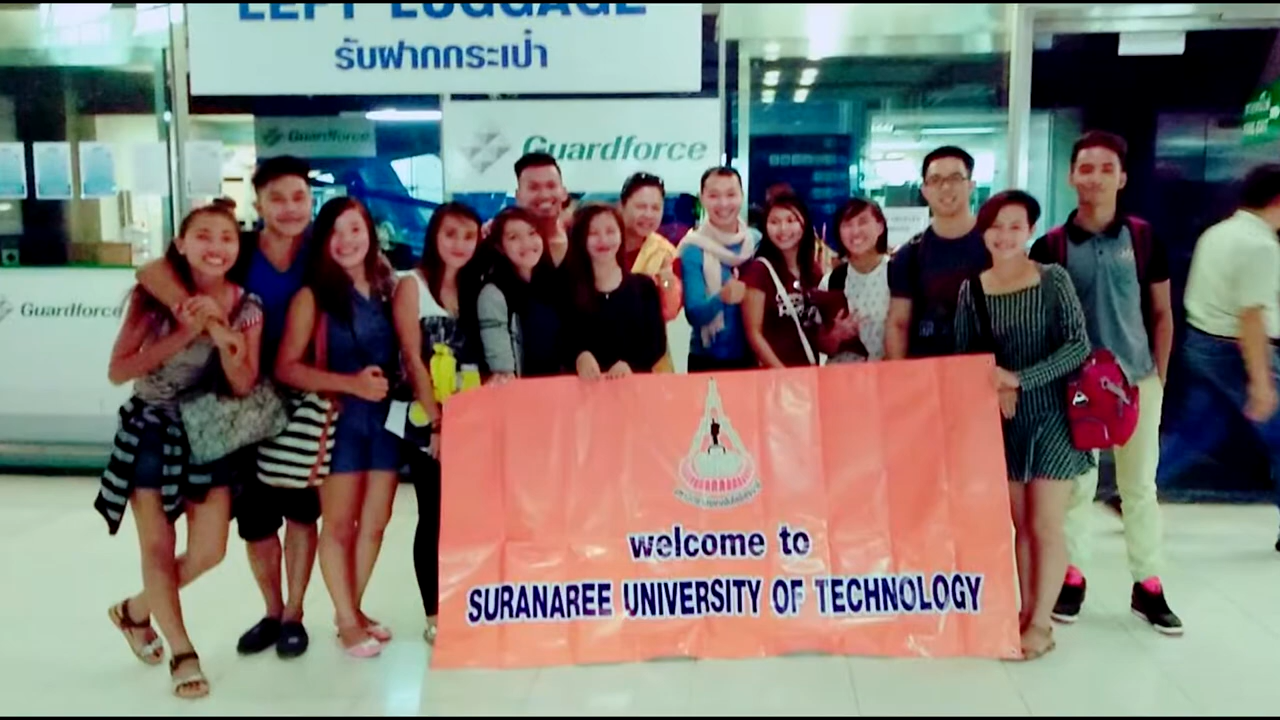 LEFT LUGGAGE
รับฝากกระเป๋า
Guardforce
Guardforce
Guardforce
welcome to
SURANAREE UNIVERSITY OF TECHNOLOGY